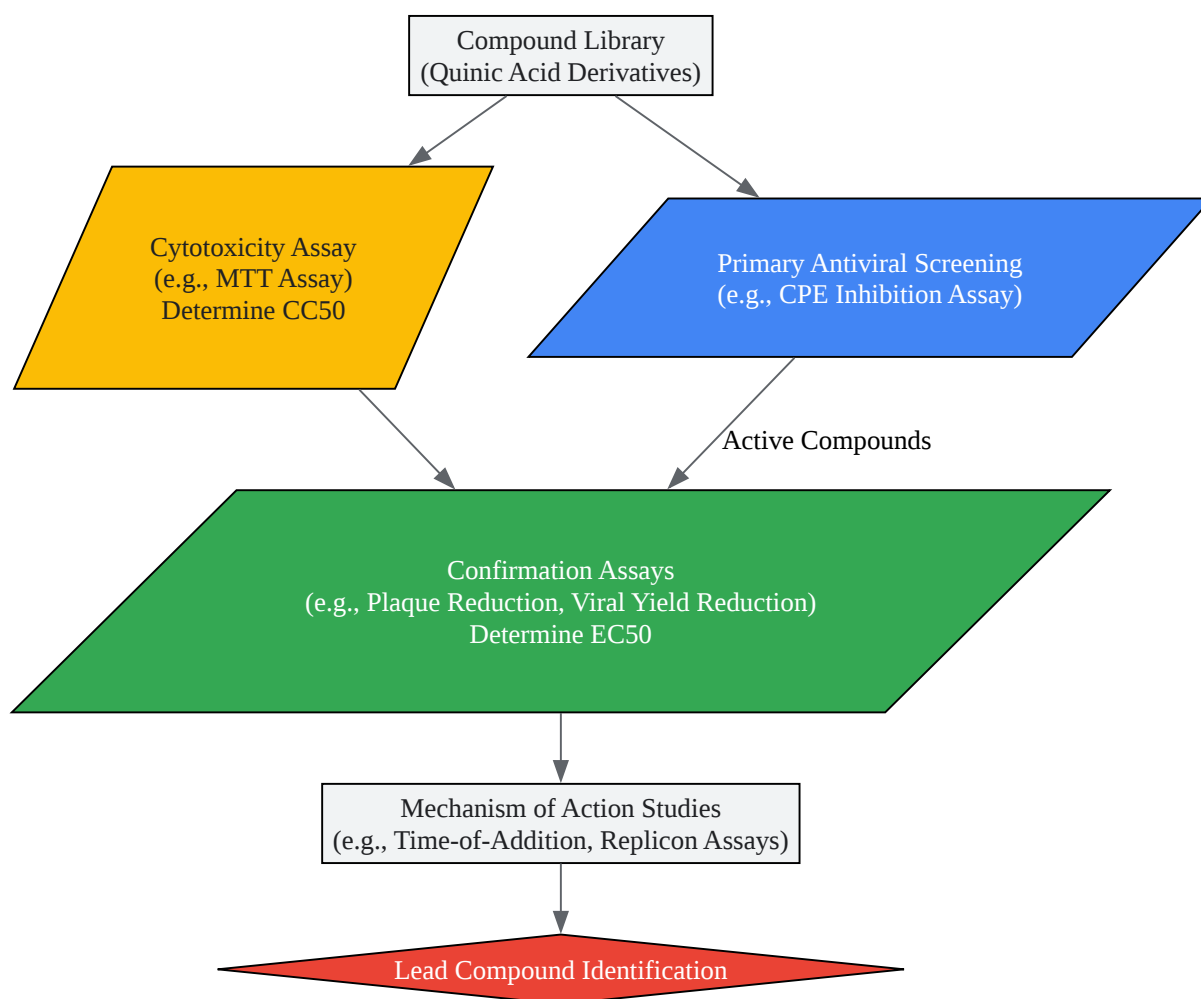 Compound Library
(Quinic Acid Derivatives)
Cytotoxicity Assay
(e.g., MTT Assay)
Determine CC50
Primary Antiviral Screening
(e.g., CPE Inhibition Assay)
Active Compounds
Confirmation Assays
(e.g., Plaque Reduction, Viral Yield Reduction)
Determine EC50
Mechanism of Action Studies
(e.g., Time-of-Addition, Replicon Assays)
Lead Compound Identification